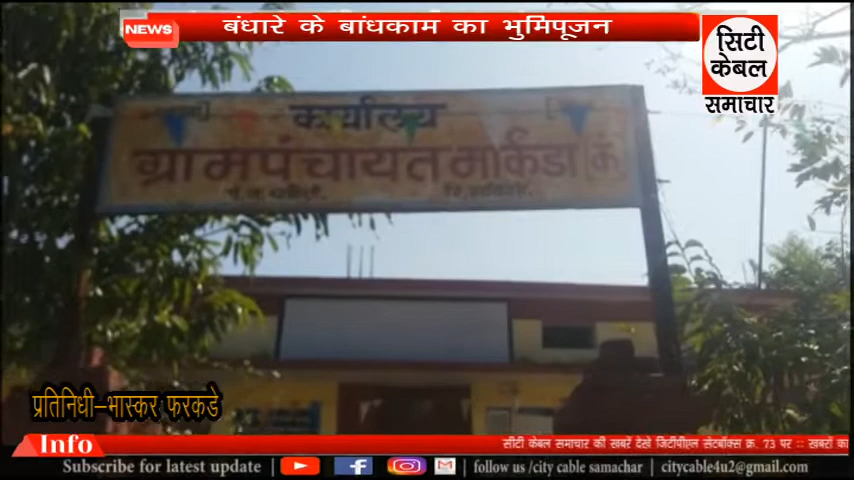 NEWS
बंधारे के बांधकाम का भुमिपूजन
सिटी
केबल
समाचार
कार्यालय
ग्रामपंचायत मार्कंडा [कं]
प्रतिनिधी-भास्कर फरकडे
Info
सीटी केबल समाचार की खबरें देखे जिटीपीएल सेटबॉक्स क्र. 73 पर :: खबरों का
Subscribe for latest update | follow us /city cable samachar | citycable4u2@gmail.com